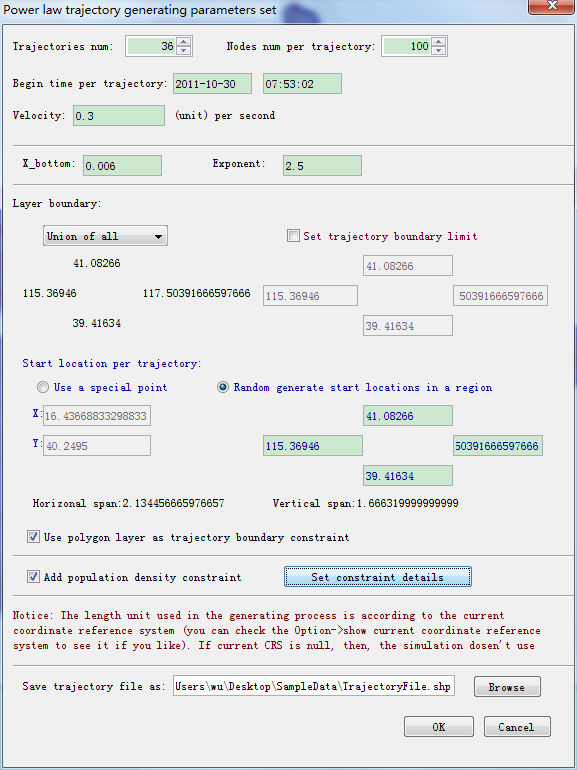 Power law trajectory generating parameters set
Trajectories num: 36 Nodes num per trajectory: 100
Begin time per trajectory: 2011-10-30 07:53:02
Velocity: 0.3 (unit) per second
X_bottom: 0.006 Exponent: 2.5
Layer boundary:
Union of all Set trajectory boundary limit
41.08266 41.08266
115.36946 117.50391666597666 115.36946 50391666597666
39.41634 39.41634
Start location per trajectory:
Use a special point Random generate start locations in a region
X: 16.43668833298833 41.08266
Y: 40.2495 115.36946 50391666597666
39.41634
Horizonal span:2.134456665976657 Vertical span:1.666319999999999
Use polygon layer as trajectory boundary constraint
Add population density constraint Set constraint details
Notice: The length unit used in the generating process is according to the current
coordinate reference system (you can check the Option->show current coordinate reference
system to see it if you like). If current CRS is null, then, the simulation dosen't use
Save trajectory file as: Users\wu\Desktop\SampleData\TrajectoryFile.shp Browse
OK Cancel